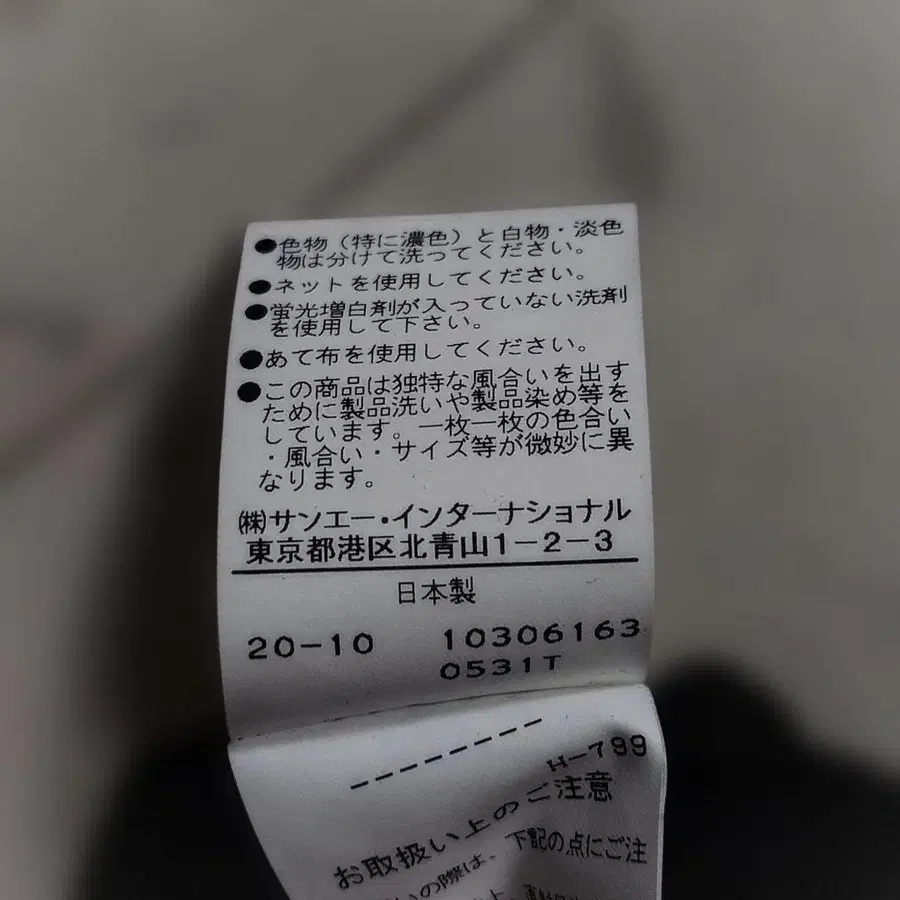 ●色物（特に濃色）と白物・淡色
物は分けて洗ってください。
●ネットを使用してください。
●蛍光増白剤が入っていない洗剤
を使用して下さい。
●あて布を使用してください。
●この商品は独特な風合いを出す
ために製品洗いや製品染め等を
しています。一枚一枚の色合い
・風合い・サイズ等が微妙に異
なります。
㈱サンエー・インターナショナル
東京都港区北青山1-2-3
日本製
20-10 10306163
0531T
H-799
お取扱い上のご注意
いの際は、下記の点にご注